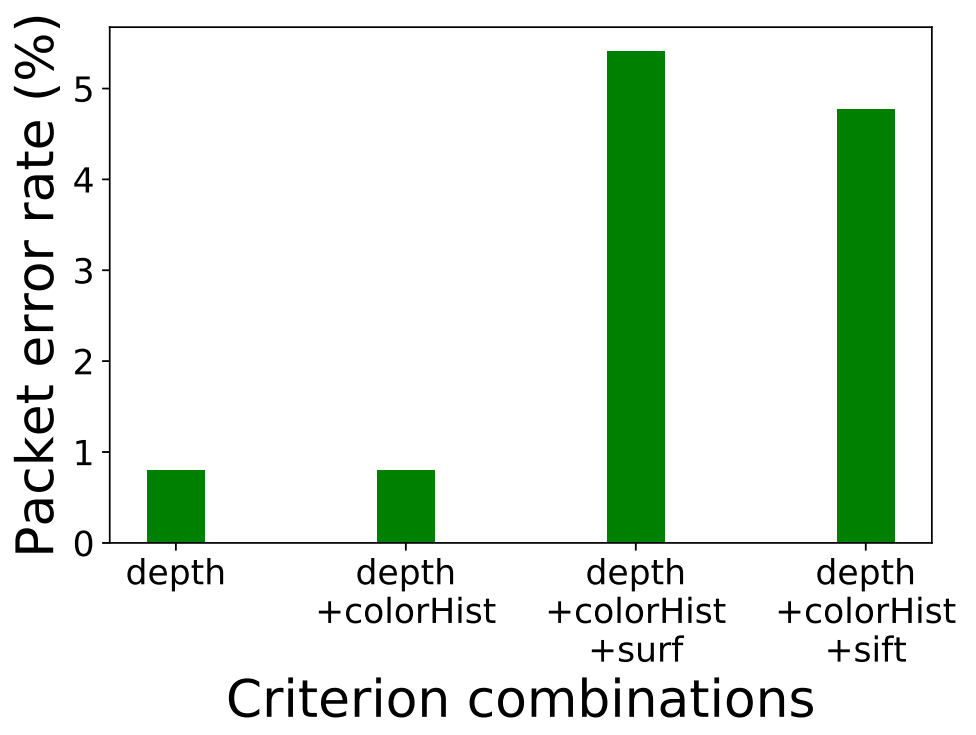 Packet error rate (%)
5
4
3
2
1
0
depth
depth
+colorHist
depth
+colorHist
+surf
depth
+colorHist
+sift
Criterion combinations